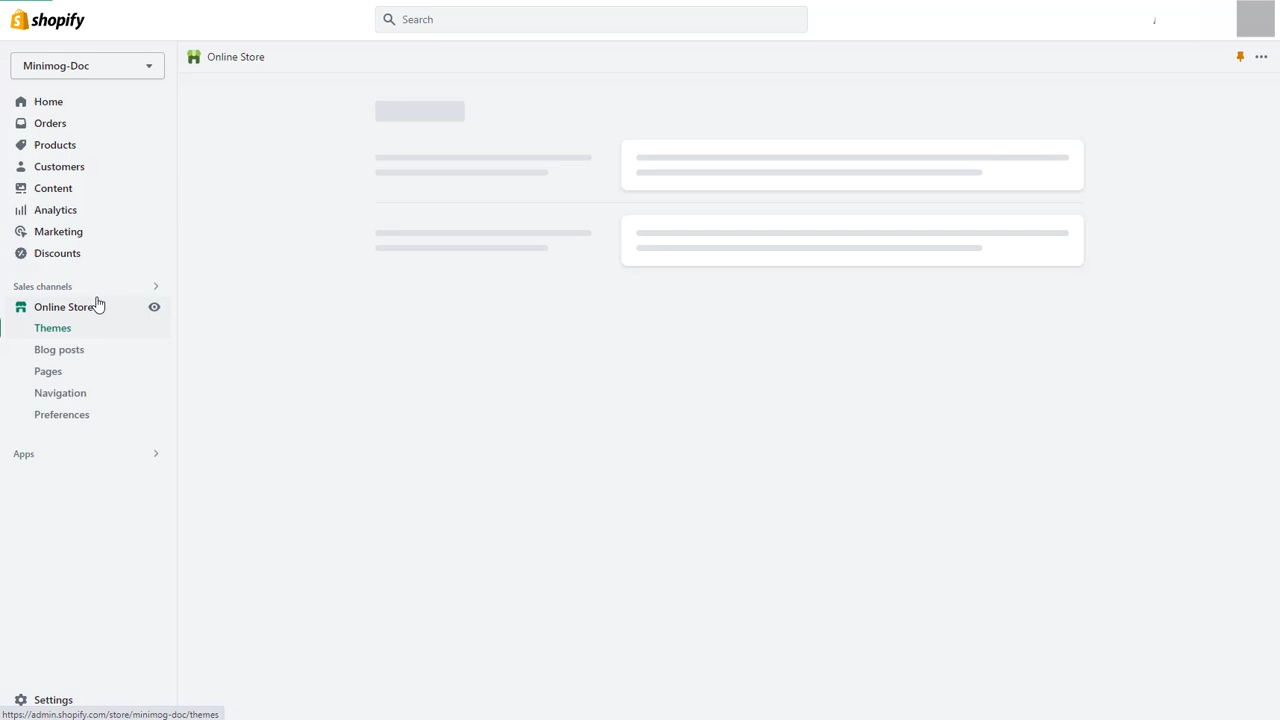 shopify
Search
Minimog-Doc
Online Store
Home
Orders
Products
Customers
Content
Analytics
Marketing
Discounts
Sales channels
Online Store
Themes
Blog posts
Pages
Navigation
Preferences
Apps
Settings
https://admin.shopify.com/store/minimog-doc/themes